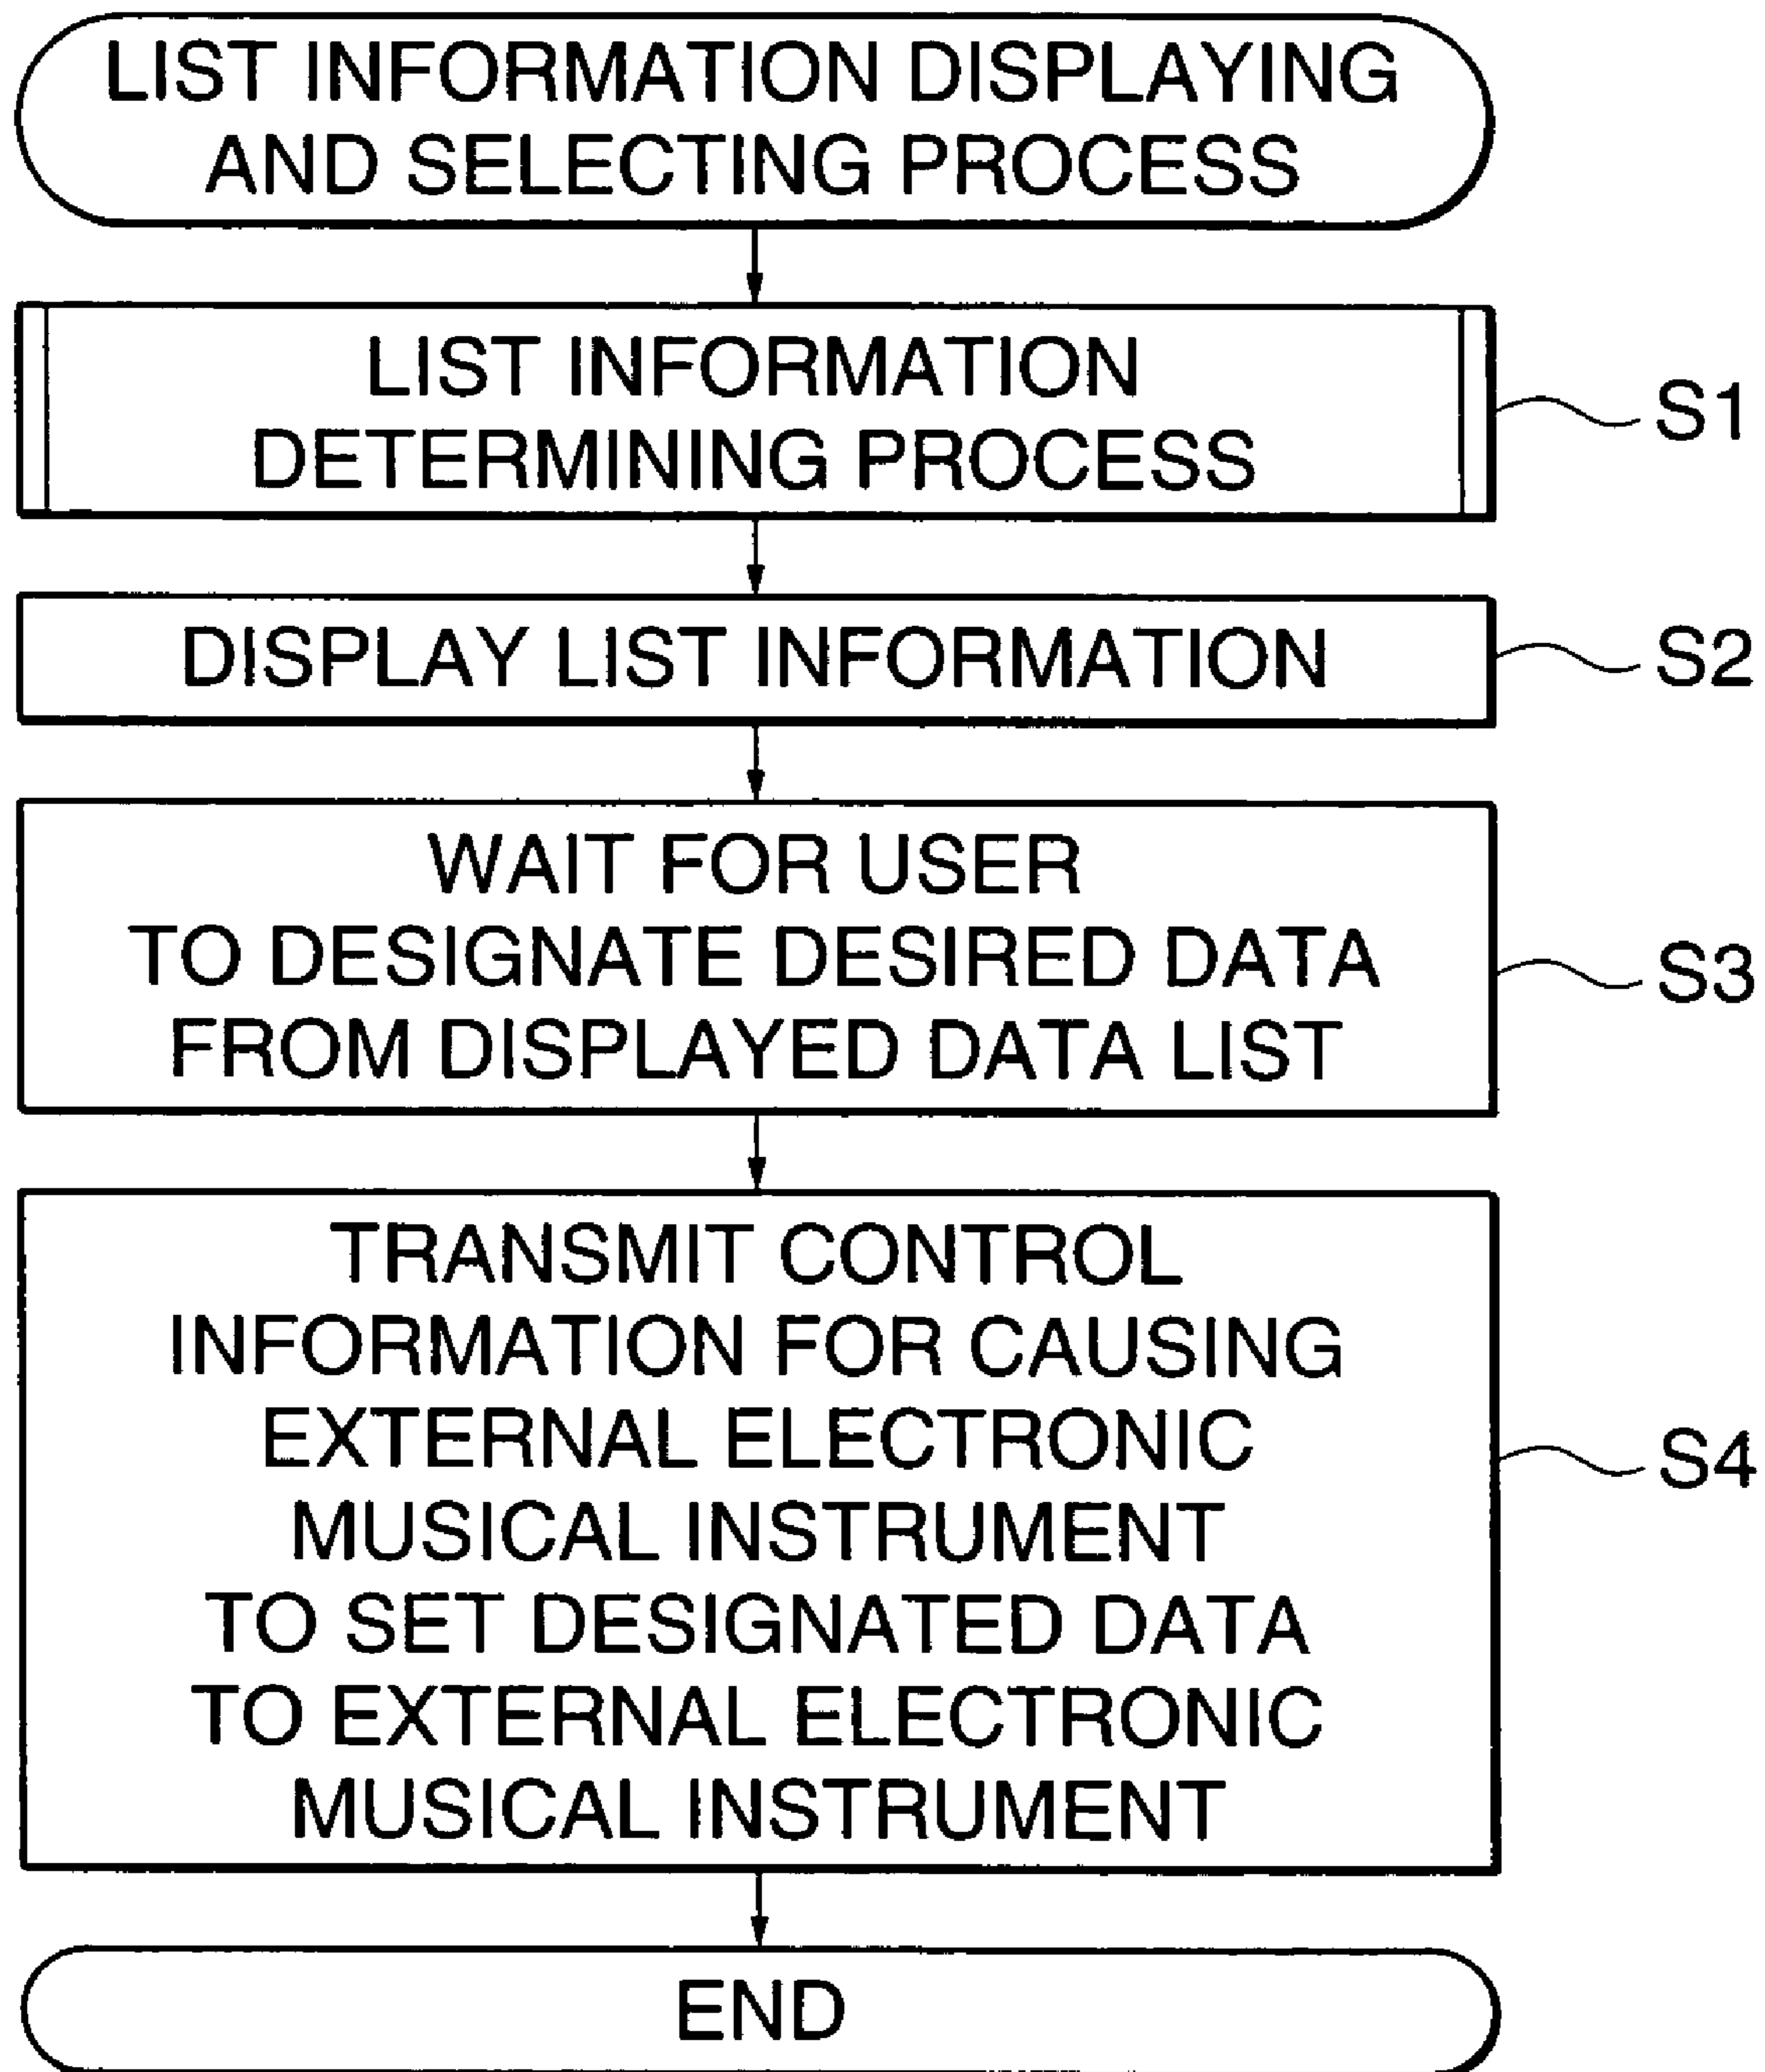 LIST INFORMATION DISPLAYING
AND SELECTING PROCESS
LIST INFORMATION
DETERMINING PROCESS
S1
DISPLAY LIST INFORMATION
S2
WAIT FOR USER
TO DESIGNATE DESIRED DATA
FROM DISPLAYED DATA LIST
S3
TRANSMIT CONTROL
INFORMATION FOR CAUSING
EXTERNAL ELECTRONIC
MUSICAL INSTRUMENT
TO SET DESIGNATED DATA
TO EXTERNAL ELECTRONIC
MUSICAL INSTRUMENT
S4
END